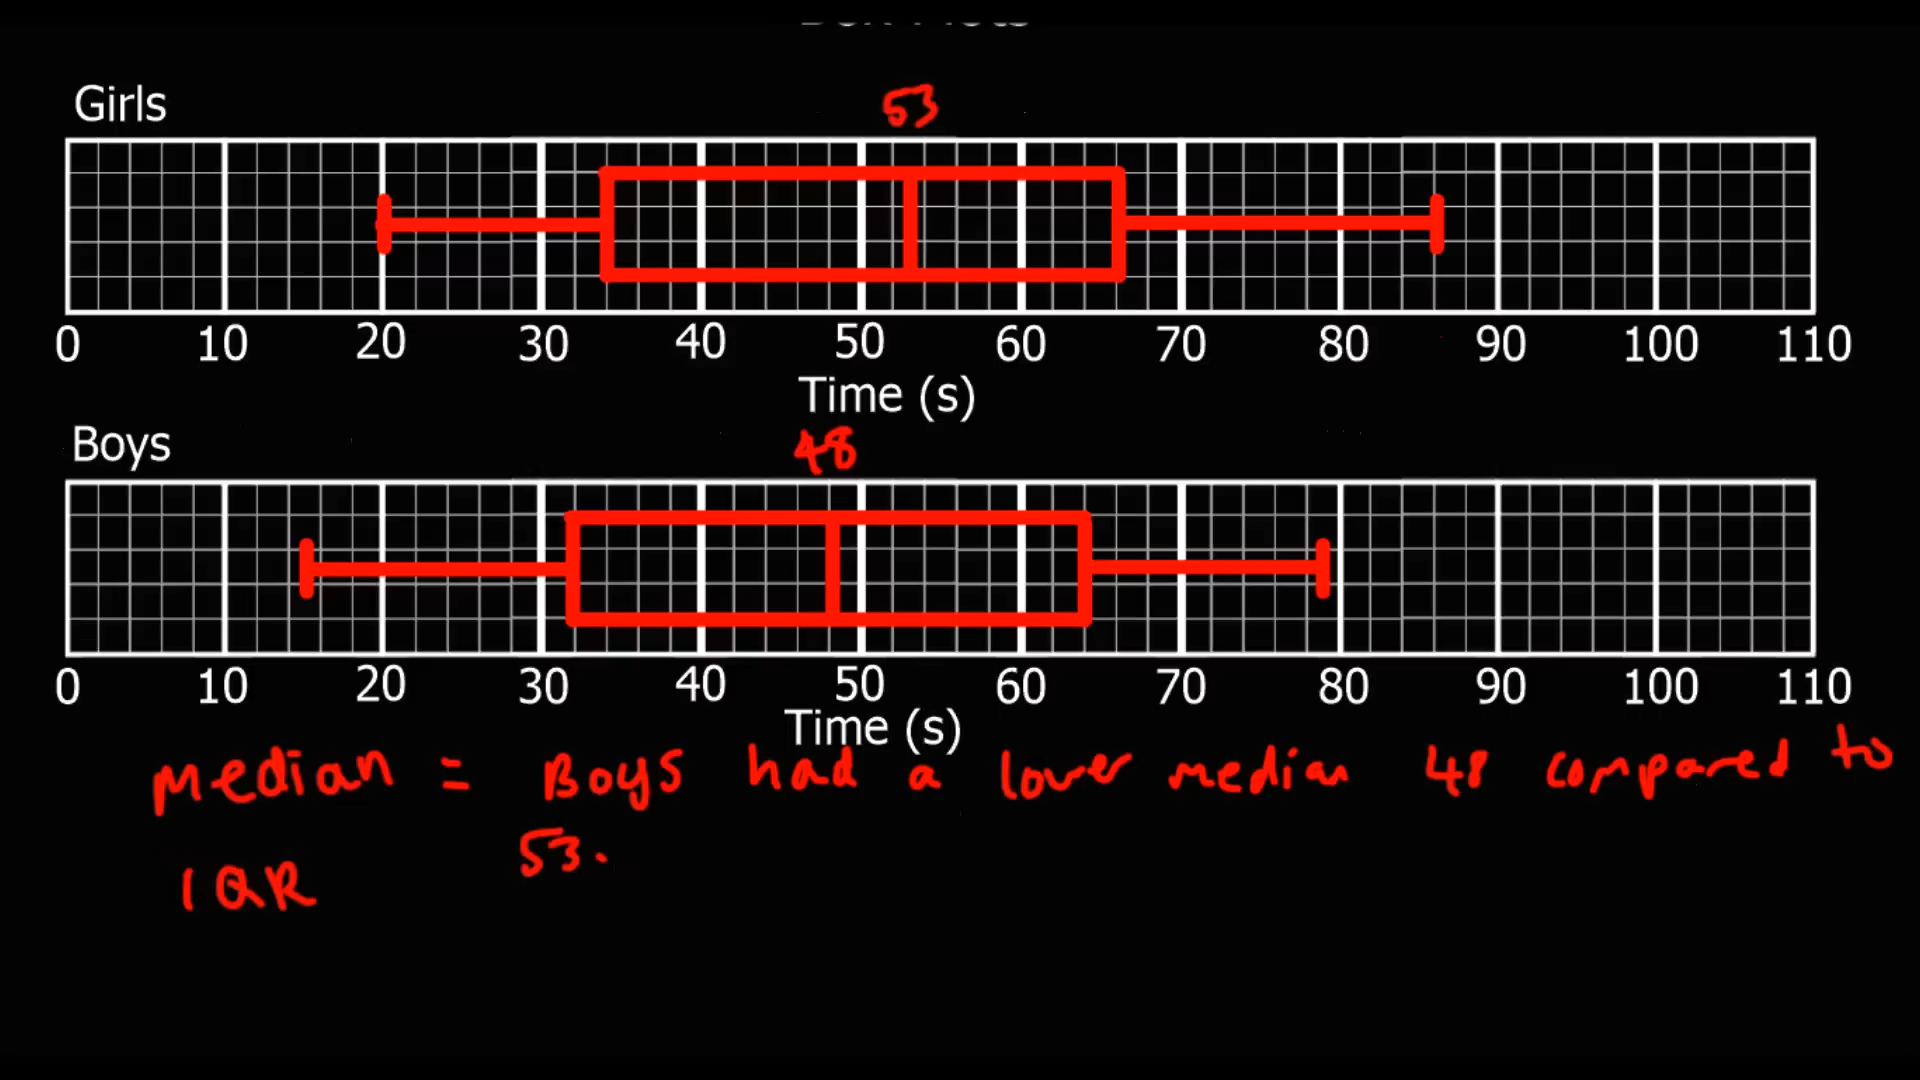 Box Plots
Girls
53
0 10 20 30 40 50 60 70 80 90 100 110
Time (s)
Boys
48
0 10 20 30 40 50 60 70 80 90 100 110
Time (s)
Median = Boys had a lower median 48 compared to
53.
IQR